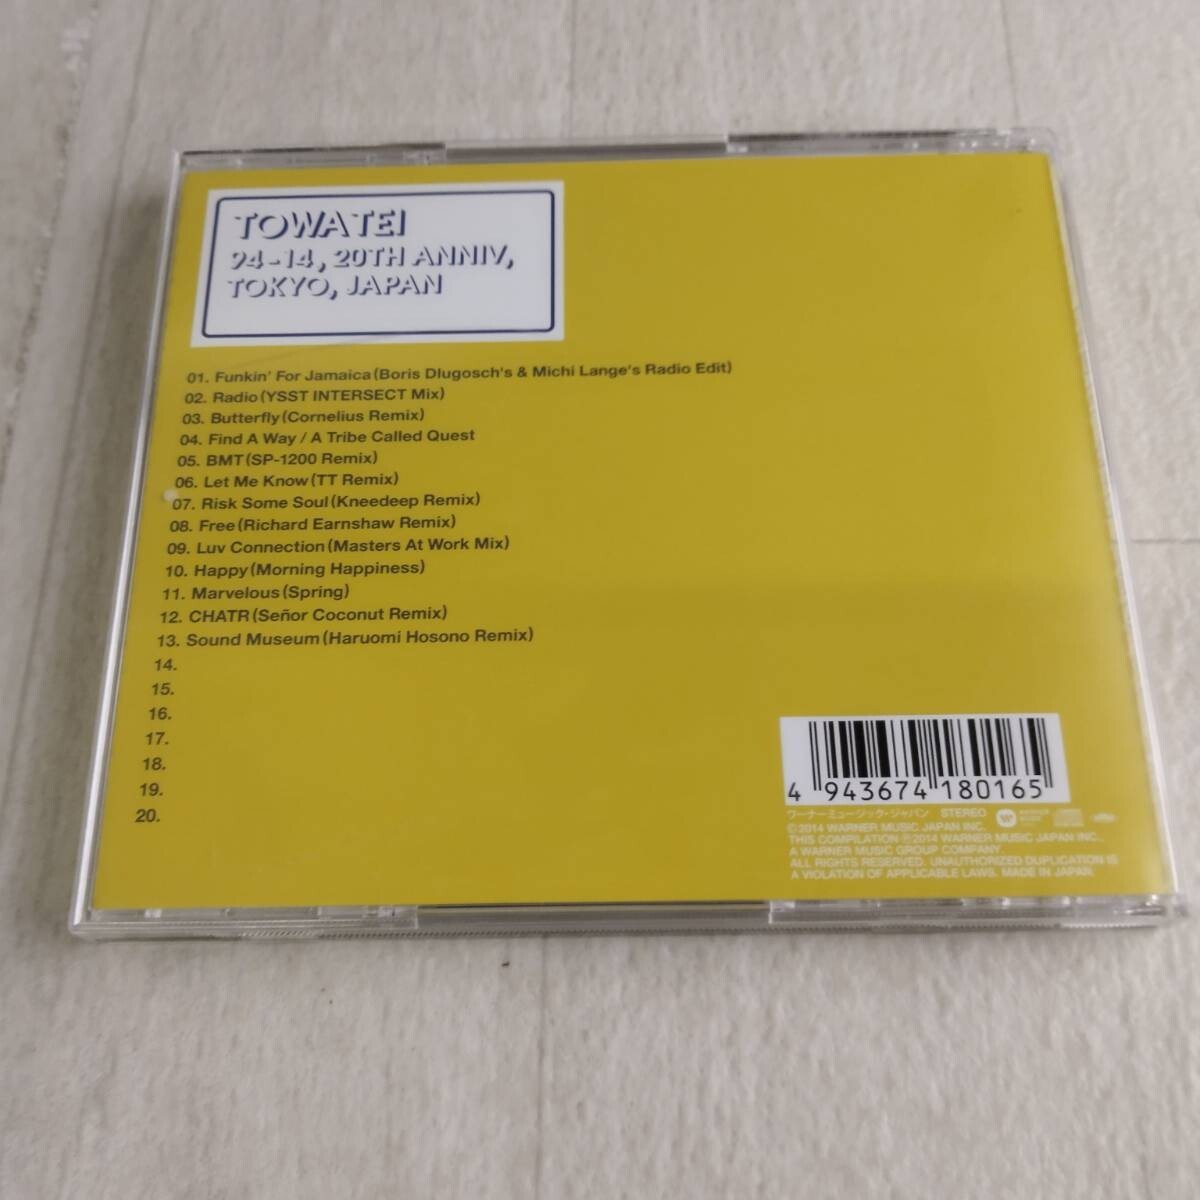 TOWATEI
94-14, 20TH ANNIV,
TOKYO, JAPAN
01. Funkin' For Jamaica(Boris Dlugosch's & Michi Lange's Radio Edit)
02. Radio(YSST INTERSECT Mix)
03. Butterfly(Cornelius Remix)
04. Find A Way / A Tribe Called Quest
05. BMT(SP-1200 Remix)
06. Let Me Know(TT Remix)
07. Risk Some Soul(Kneedeep Remix)
08. Free(Richard Earnshaw Remix)
09. Luv Connection(Masters At Work Mix)
10. Happy(Morning Happiness)
11. Marvelous(Spring)
12. CHATR(Señor Coconut Remix)
13. Sound Museum(Haruomi Hosono Remix)
14.
15.
16.
17.
18.
19.
20.
4 943674 180165
ワーナーミュージック・ジャパン STEREO
©2014 WARNER MUSIC JAPAN INC.
THIS COMPILATION ℗2014 WARNER MUSIC JAPAN INC.,
A WARNER MUSIC GROUP COMPANY.
ALL RIGHTS RESERVED. UNAUTHORIZED DUPLICATION IS
A VIOLATION OF APPLICABLE LAWS. MADE IN JAPAN